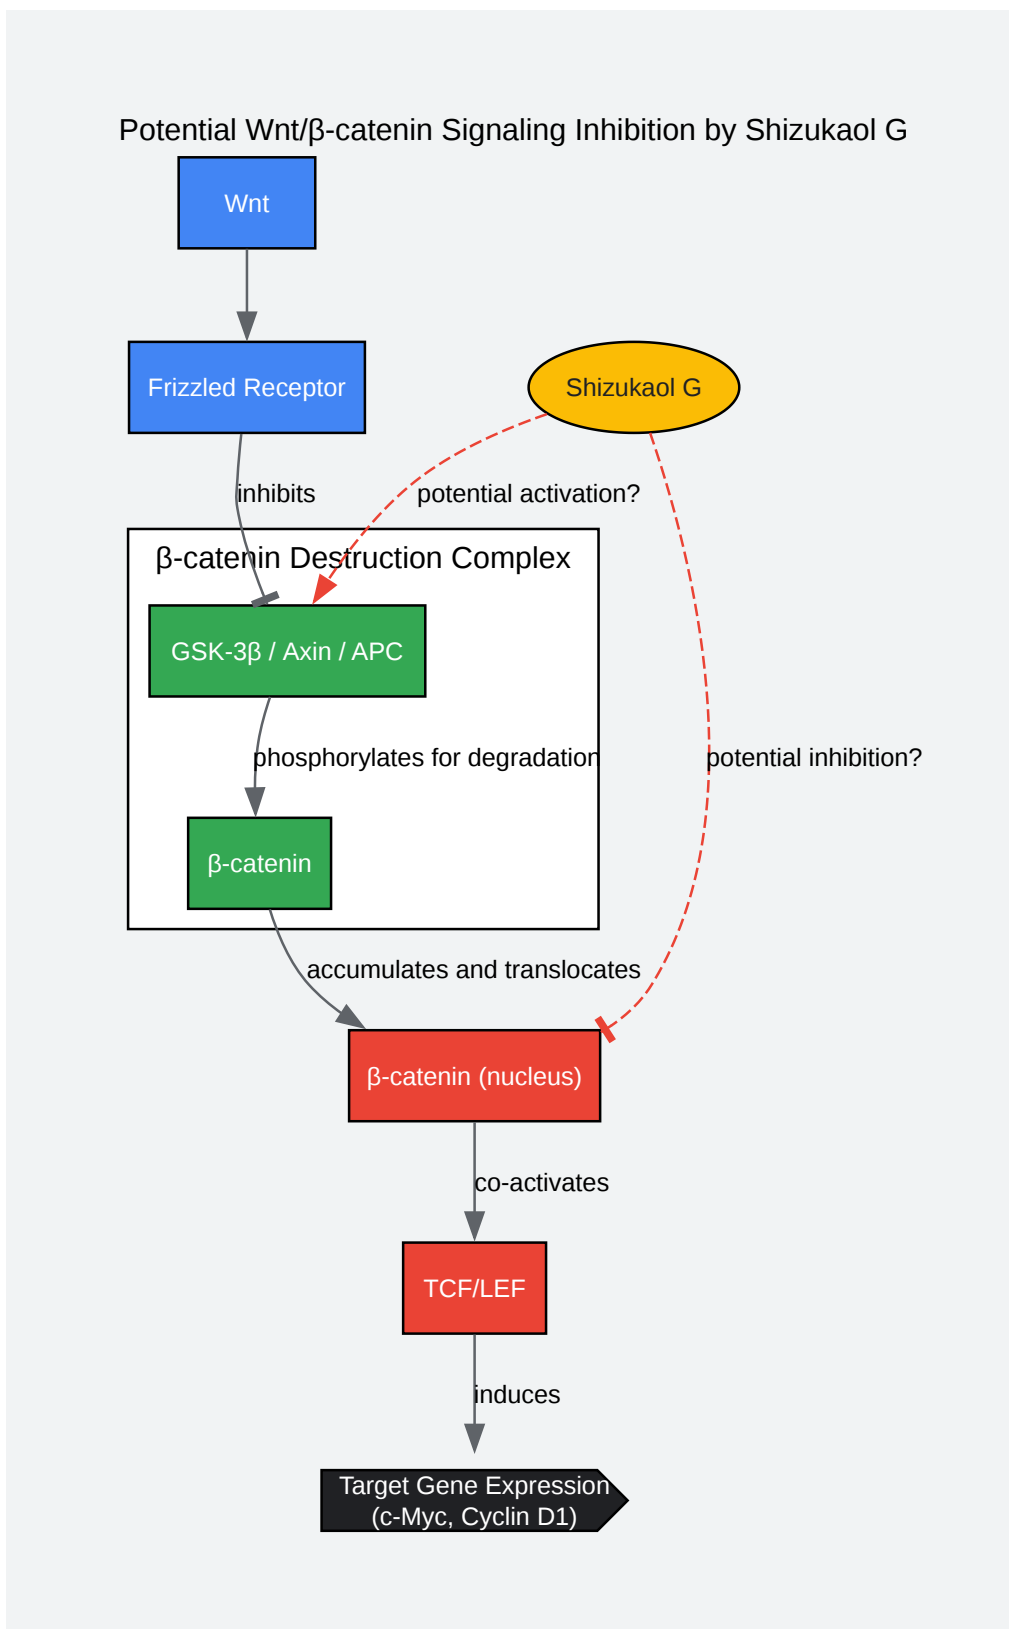 Potential Wnt/β-catenin Signaling Inhibition by Shizukaol G
Wnt
Frizzled Receptor
Shizukaol G
inhibits
potential activation?
β-catenin Destruction Complex
GSK-3β / Axin / APC
phosphorylates for degradation
potential inhibition?
β-catenin
accumulates and translocates
β-catenin (nucleus)
co-activates
TCF/LEF
induces
Target Gene Expression
(c-Myc, Cyclin D1)